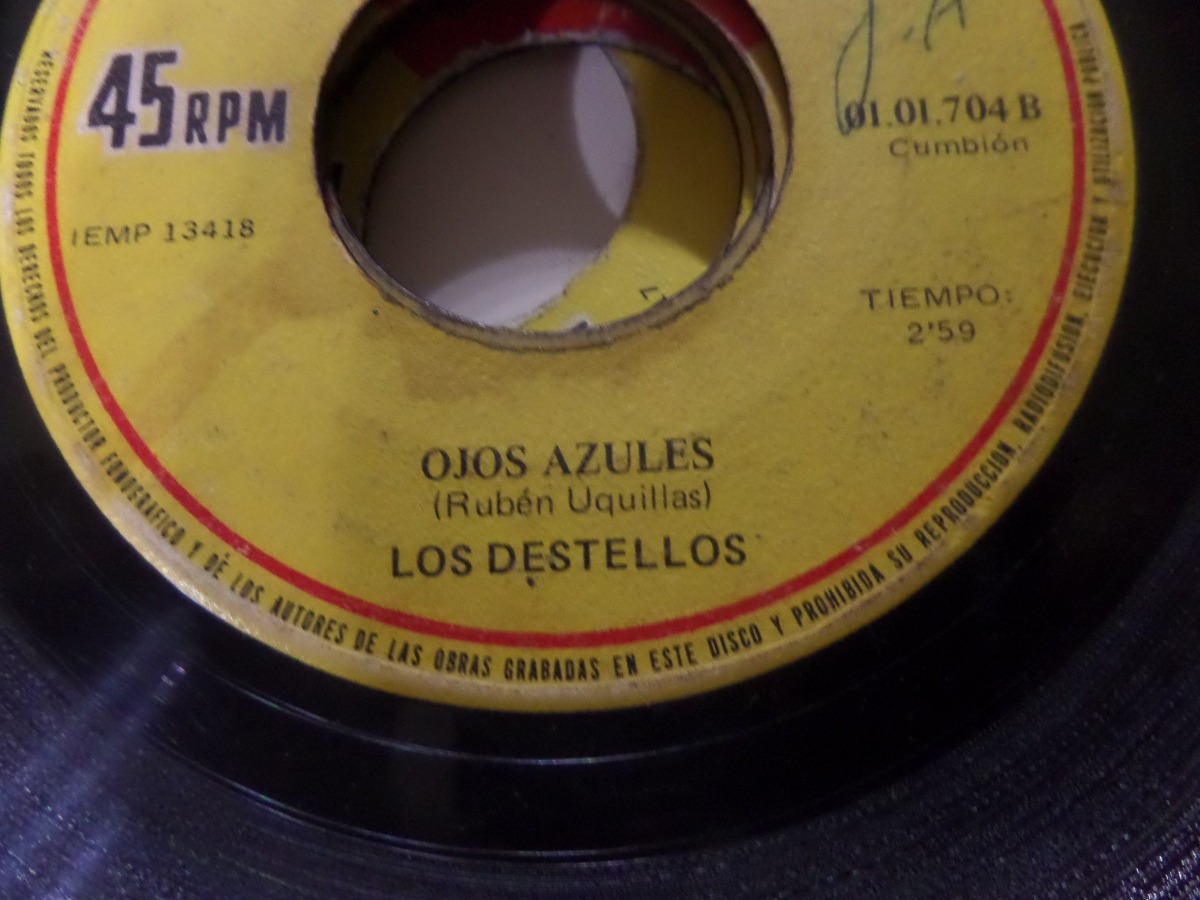 45 RPM
J.A
01.01.704 B
Cumbión
IEMP 13418
TIEMPO:
2'59
OJOS AZULES
(Rubén Uquillas)
LOS DESTELLOS
RESERVADOS TODOS LOS DERECHOS DEL PRODUCTOR FONOGRAFICO Y DE LOS AUTORES DE LAS OBRAS GRABADAS EN ESTE DISCO Y PROHIBIDA SU REPRODUCCION, RADIODIFUSION, EJECUCION Y UTILIZACION PUBLICA